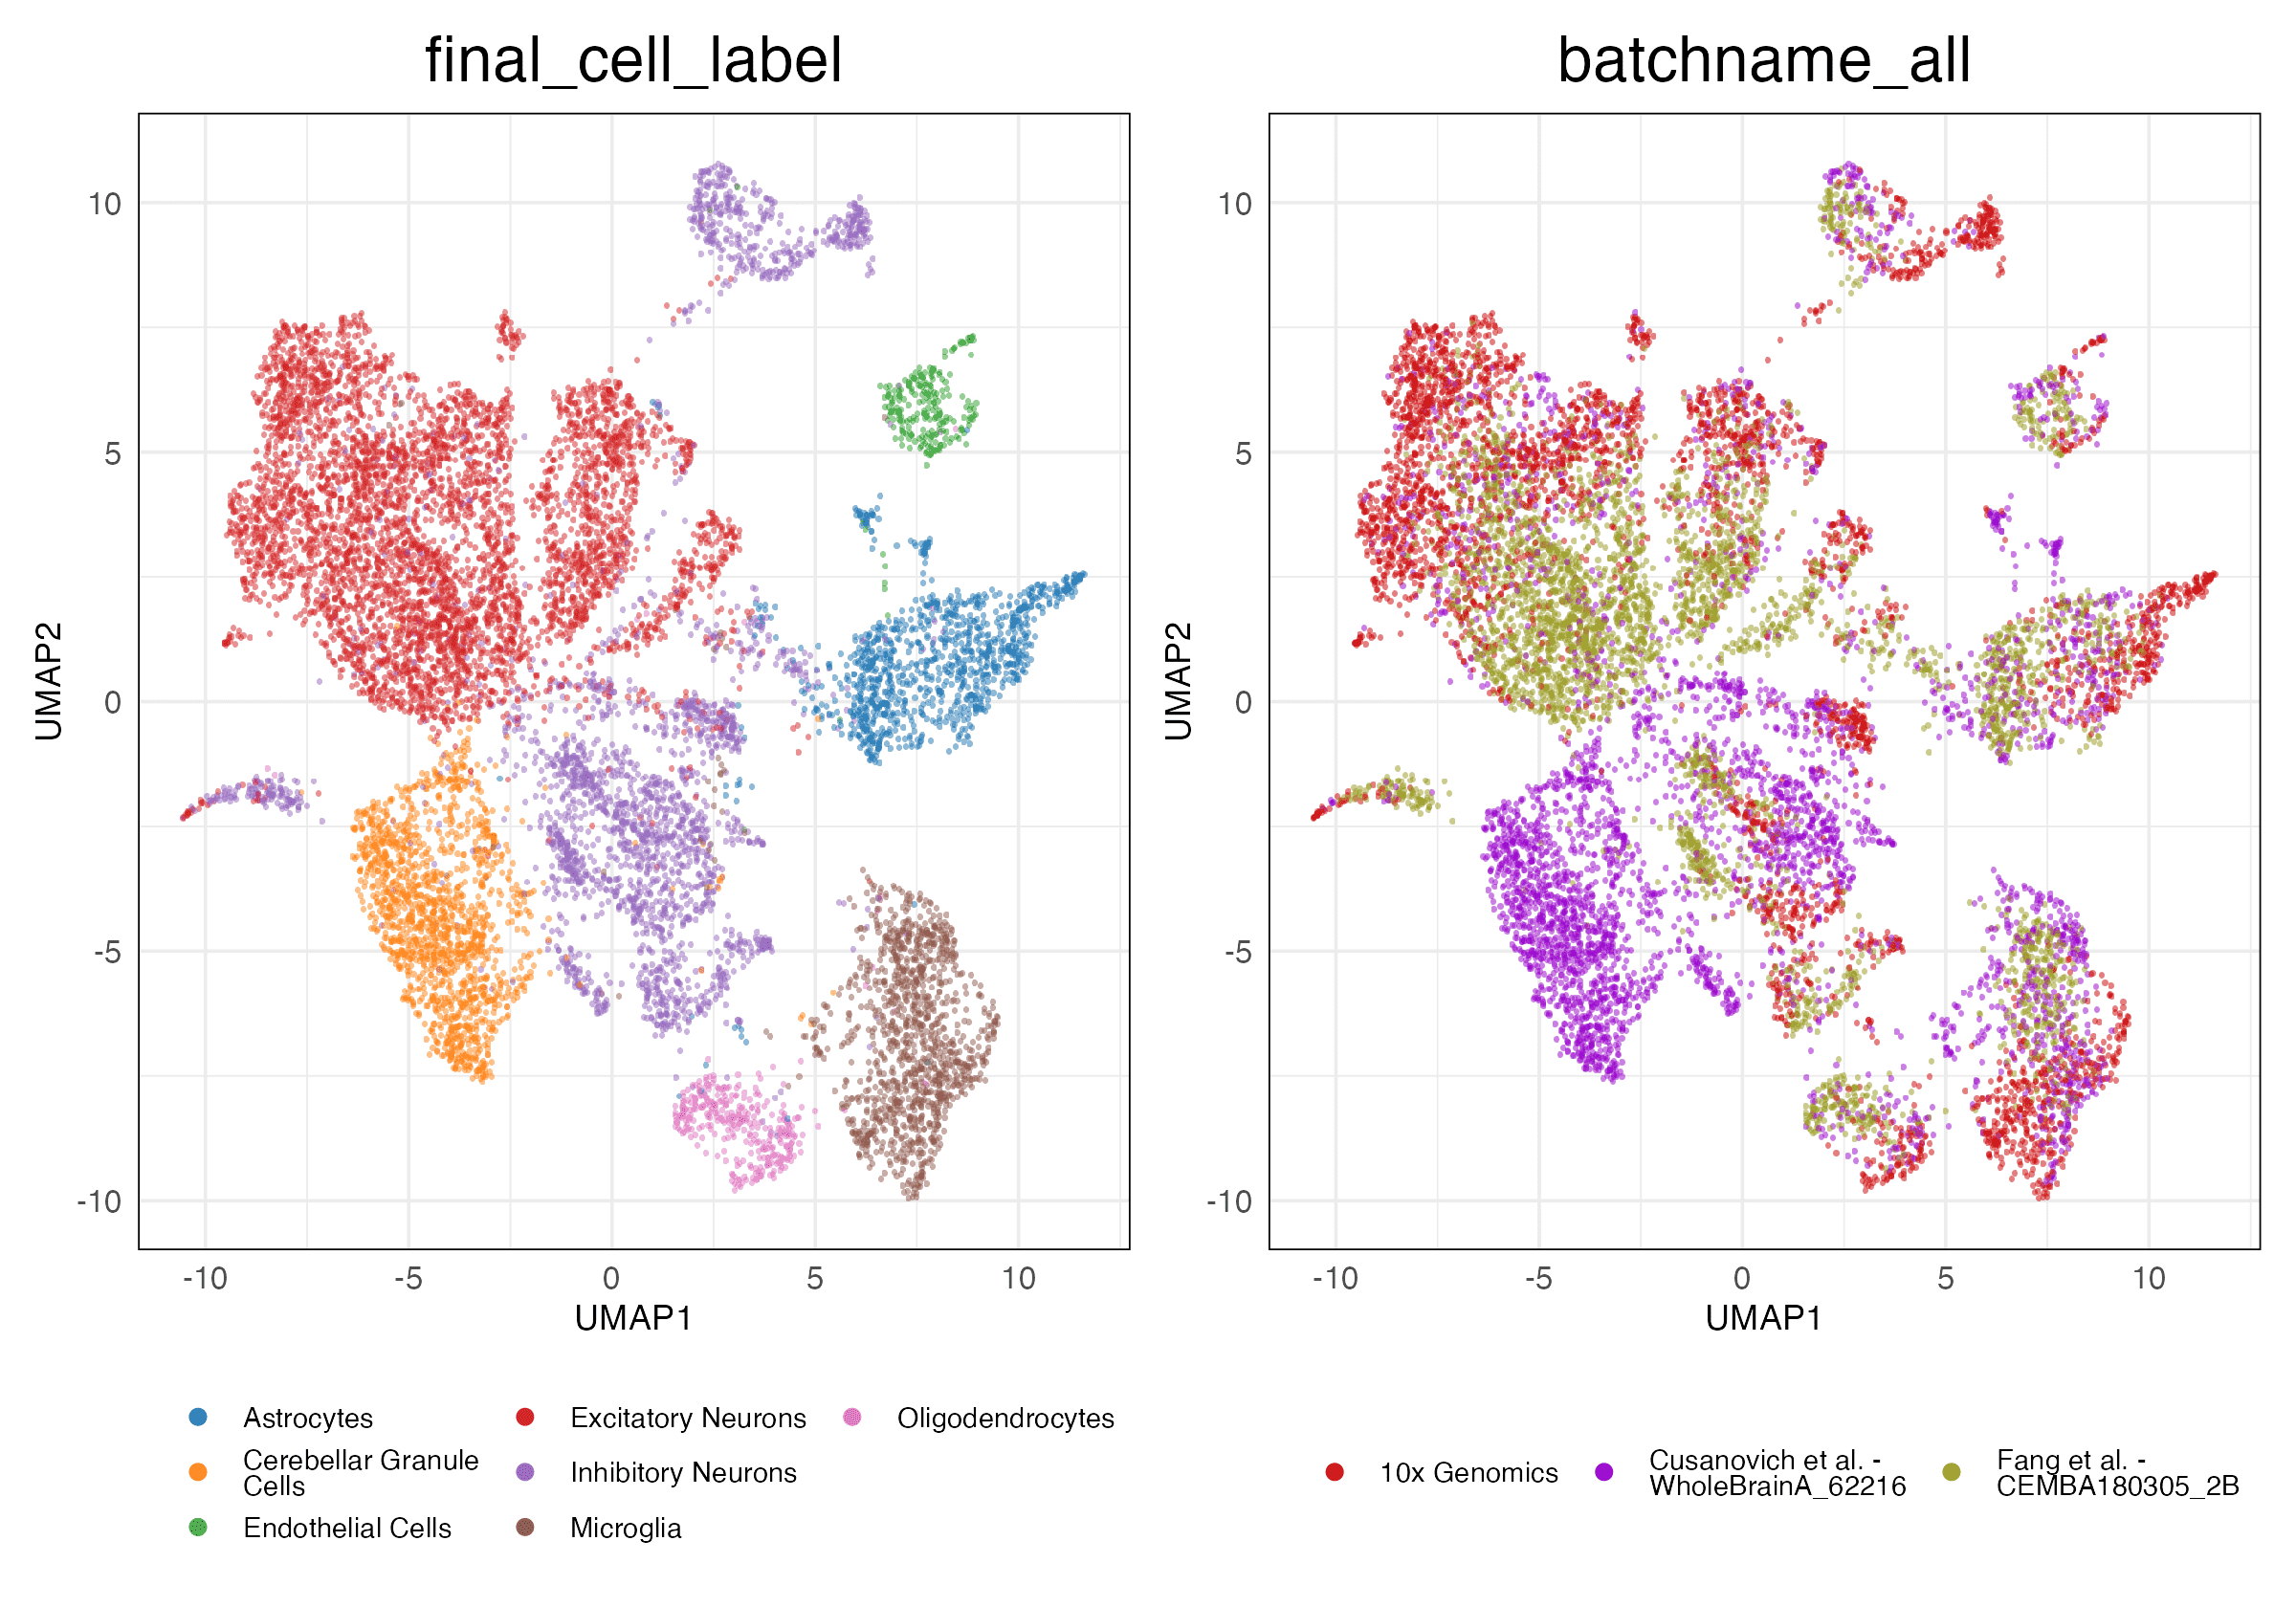 final_cell_label
batchname_all
10
5
0
-5
-10
UMAP2
-10
-5
0
5
10
UMAP1
10
5
0
-5
-10
UMAP2
-10
-5
0
5
10
UMAP1
Astrocytes
Cerebellar Granule
Cells
Endothelial Cells
Excitatory Neurons
Inhibitory Neurons
Microglia
Oligodendrocytes
10x Genomics
Cusanovich et al. -
WholeBrainA_62216
Fang et al. -
CEMBA180305_2B